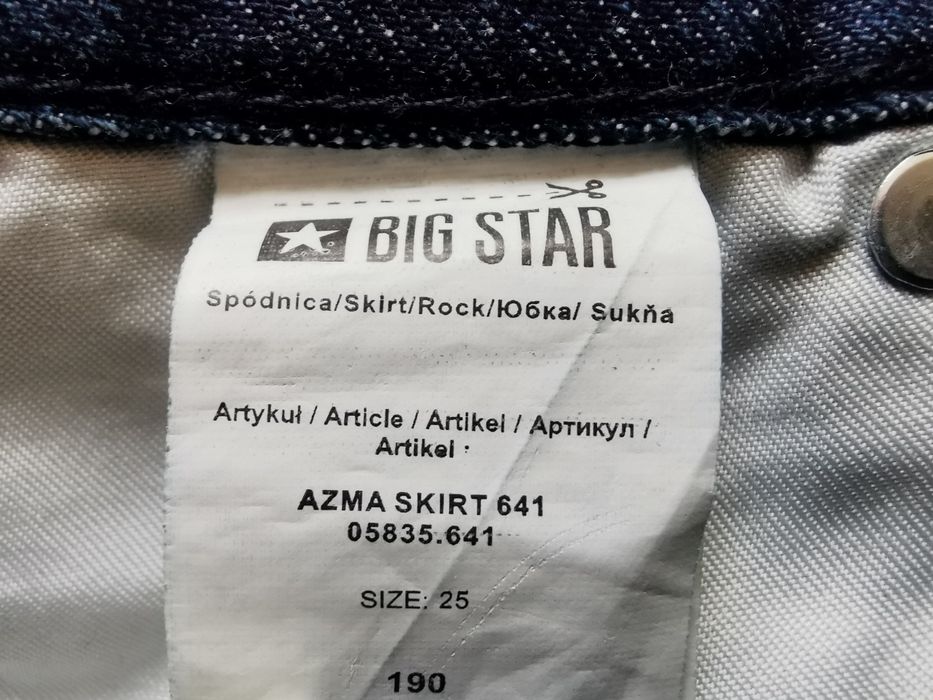 BIG STAR
Spódnica/Skirt/Rock/Юбка/ Sukňa
Artykuł / Article / Artikel / Артикул /
Artikel :
AZMA SKIRT 641
05835.641
SIZE: 25
190